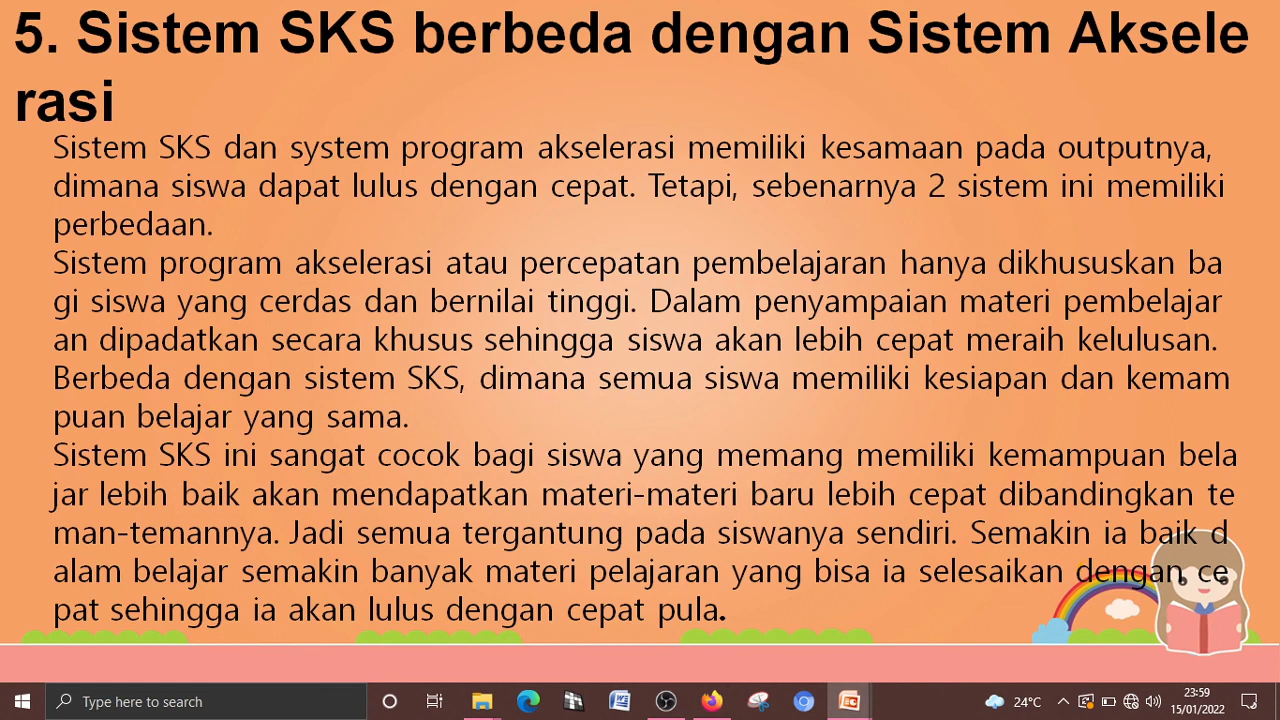 5. Sistem SKS berbeda dengan Sistem Aksele
rasi
Sistem SKS dan system program akselerasi memiliki kesamaan pada outputnya,
dimana siswa dapat lulus dengan cepat. Tetapi, sebenarnya 2 sistem ini memiliki
perbedaan.
Sistem program akselerasi atau percepatan pembelajaran hanya dikhususkan ba
gi siswa yang cerdas dan bernilai tinggi. Dalam penyampaian materi pembelajar
an dipadatkan secara khusus sehingga siswa akan lebih cepat meraih kelulusan.
Berbeda dengan sistem SKS, dimana semua siswa memiliki kesiapan dan kemam
puan belajar yang sama.
Sistem SKS ini sangat cocok bagi siswa yang memang memiliki kemampuan bela
jar lebih baik akan mendapatkan materi-materi baru lebih cepat dibandingkan te
man-temannya. Jadi semua tergantung pada siswanya sendiri. Semakin ia baik d
alam belajar semakin banyak materi pelajaran yang bisa ia selesaikan dengan ce
pat sehingga ia akan lulus dengan cepat pula.
Type here to search
24°C
23:59
15/01/2022